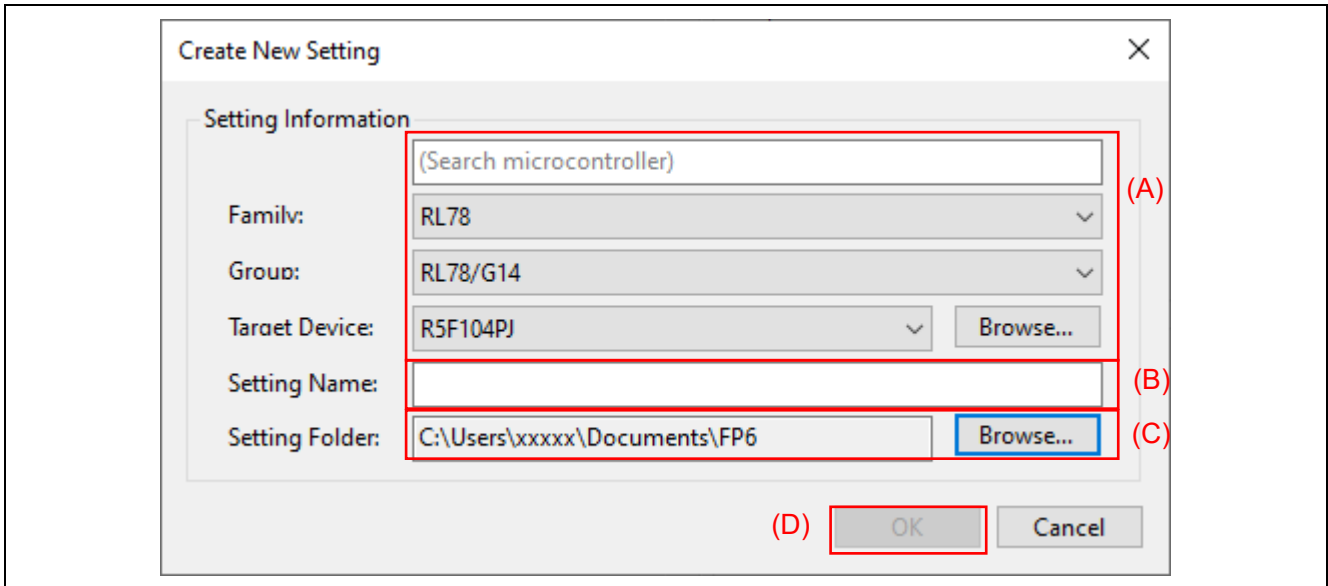 Create New Setting
Setting Information
(Search microcontroller)
(A)
Family: RL78
Group: RL78/G14
Target Device: R5F104PJ Browse...
Setting Name: (B)
Setting Folder: C:\Users\xxxxx\Documents\FP6 Browse... (C)
(D) OK Cancel